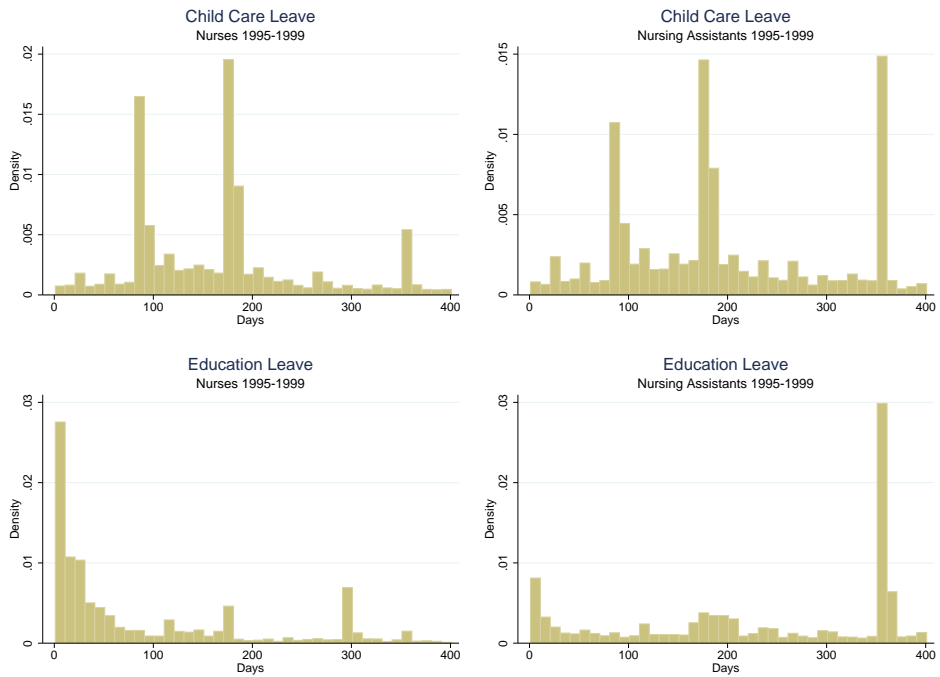 Child Care Leave
Nurses 1995-1999
.02
.015
.01
.005
0
Density
0 100 200 300 400
Days
Child Care Leave
Nursing Assistants 1995-1999
.015
.01
.005
0
Density
0 100 200 300 400
Days
Education Leave
Nurses 1995-1999
.03
.02
.01
0
Density
0 100 200 300 400
Days
Education Leave
Nursing Assistants 1995-1999
.03
.02
.01
0
Density
0 100 200 300 400
Days